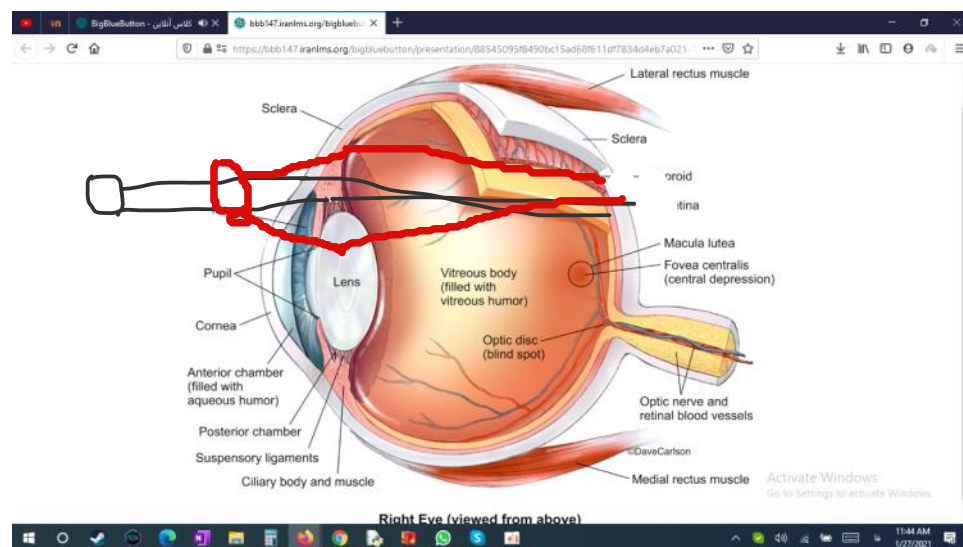 BigBlueButton - کلاس آنلاین
bbb147.iranlms.org/bigbluebu
https://bbb147.iranlms.org/bigbluebutton/presentation/88545095f8490bc15ad68f611df7834d4eb7a021-
Lateral rectus muscle
Sclera
Sclera
oroid
tina
Macula lutea
Fovea centralis
(central depression)
Pupil
Lens
Vitreous body
(filled with
vitreous humor)
Cornea
Optic disc
(blind spot)
Anterior chamber
(filled with
aqueous humor)
Optic nerve and
retinal blood vessels
Posterior chamber
Suspensory ligaments
©DaveCarlson
Ciliary body and muscle
Medial rectus muscle
Activate Windows
Go to Settings to activate Windows.
Right Eye (viewed from above)
11:44 AM
1/27/2021